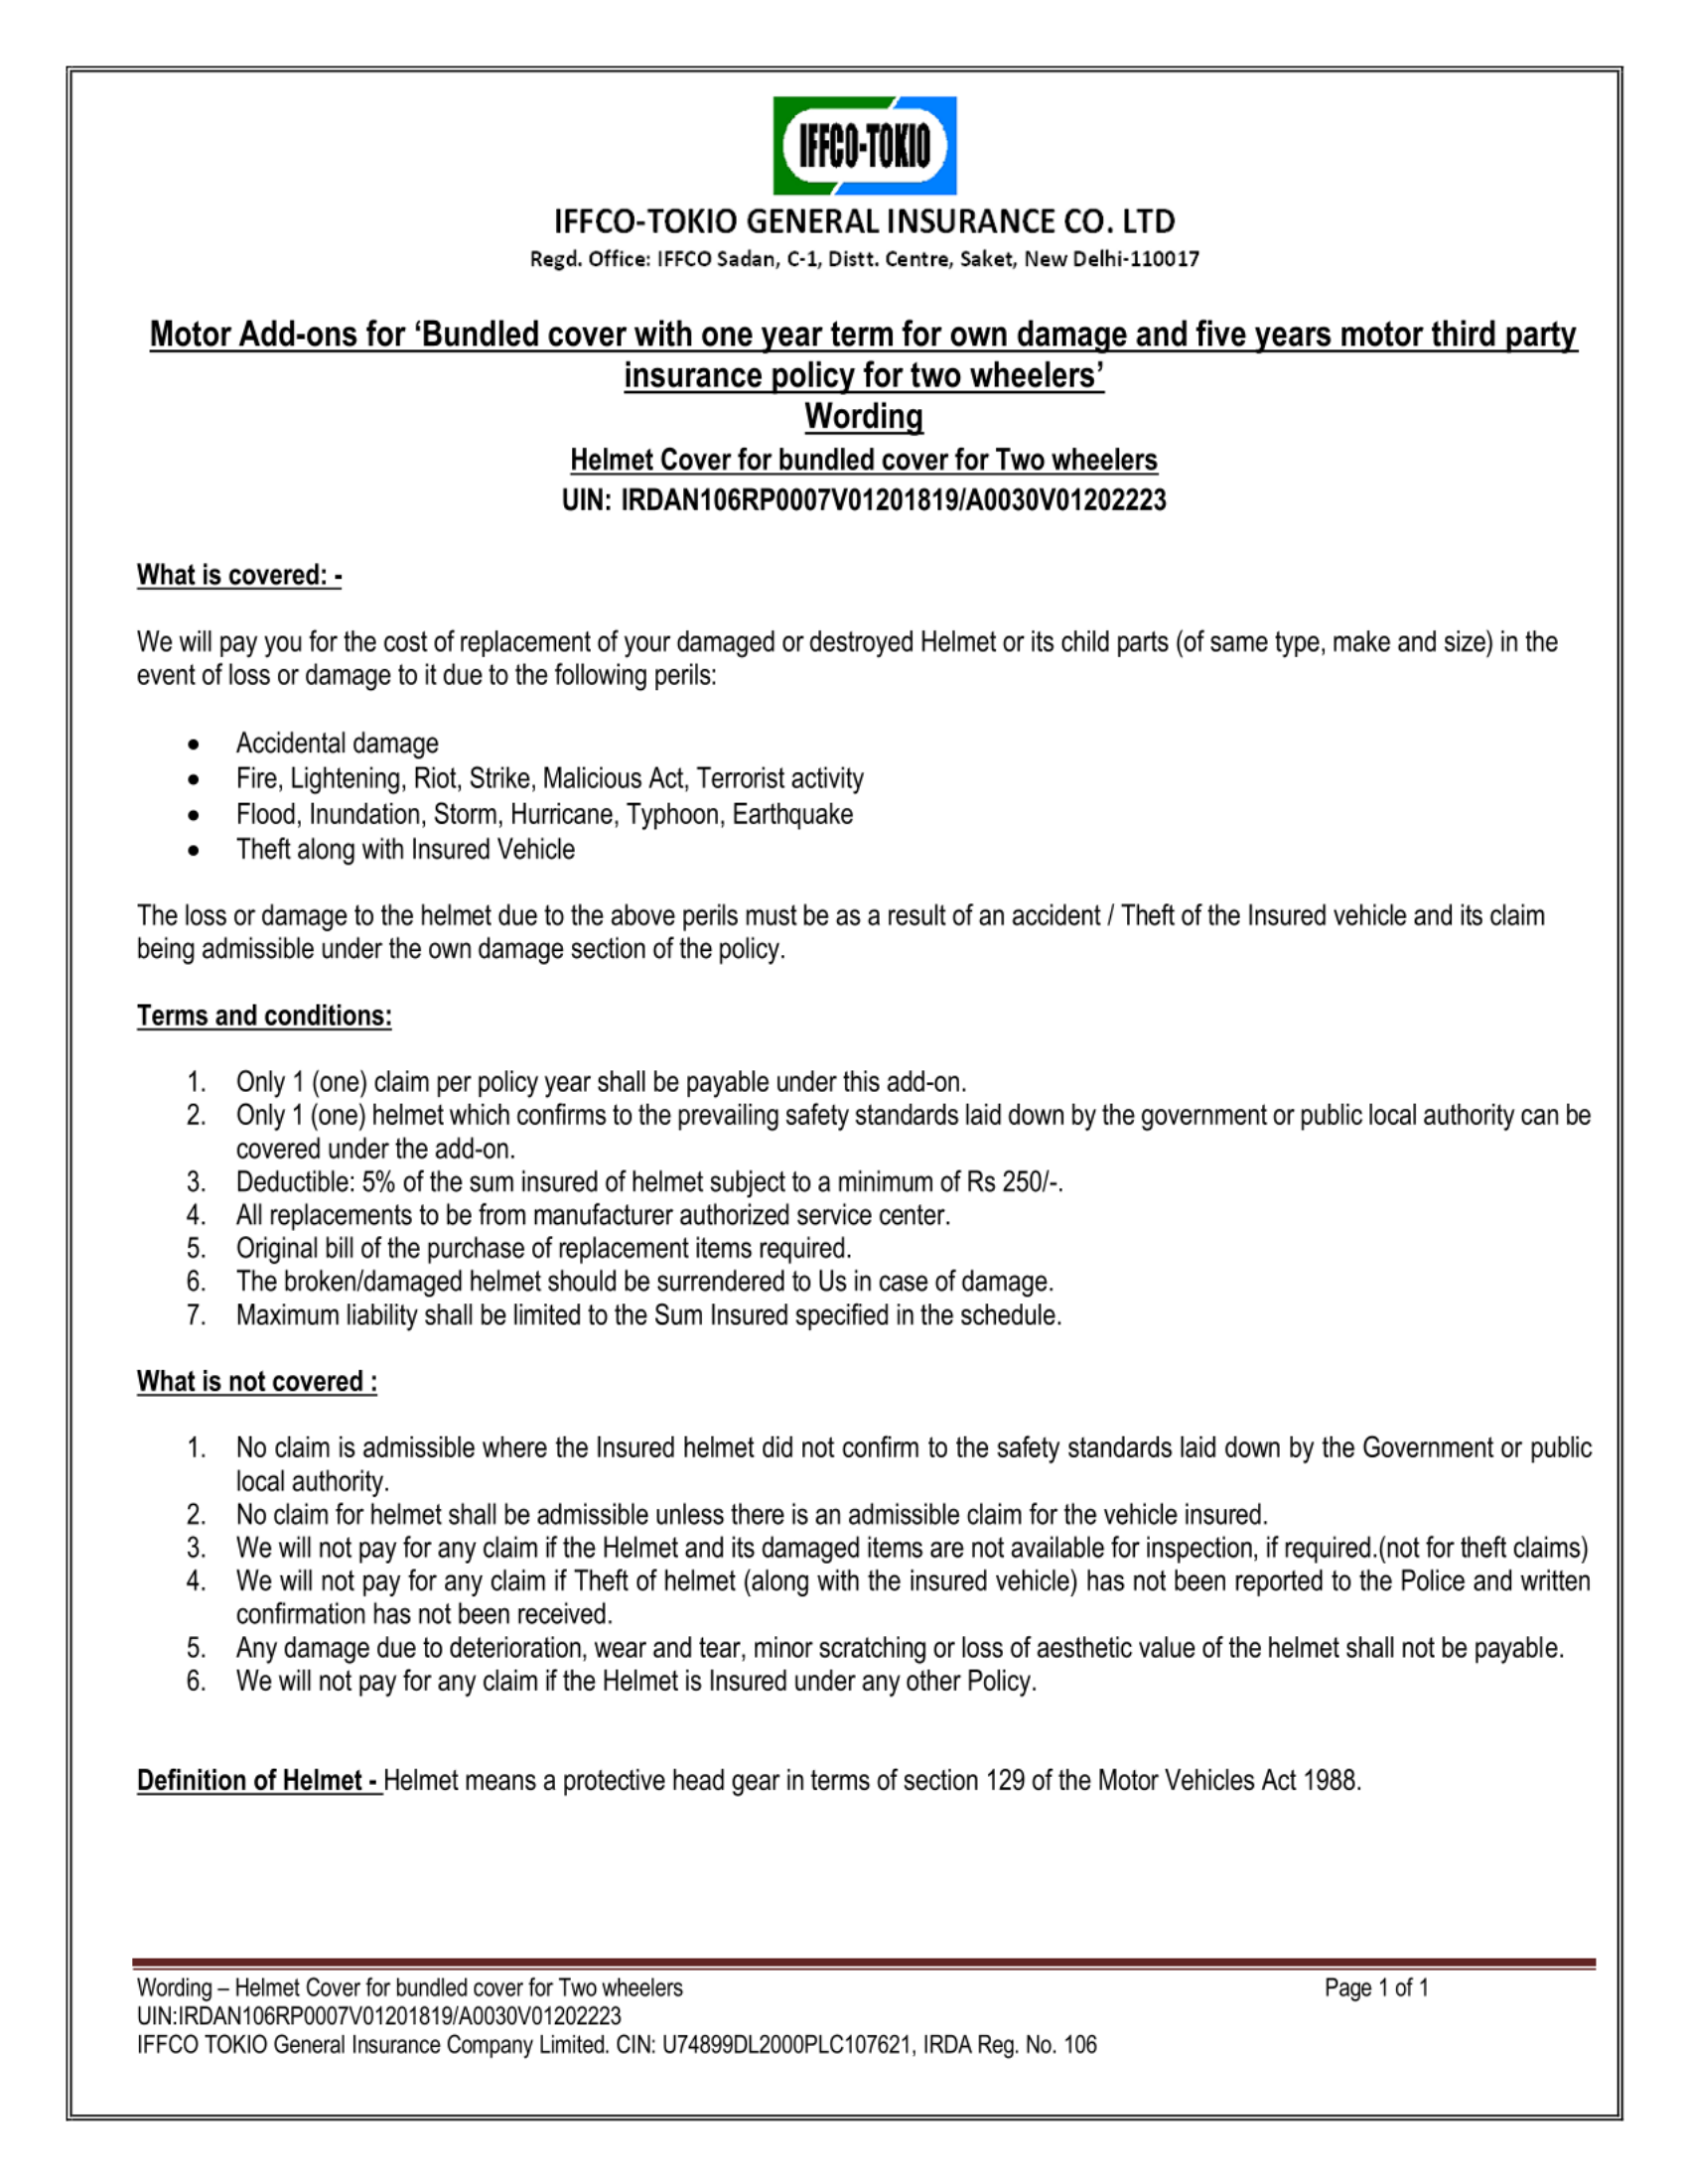 IFFCO-TOKIO
IFFCO-TOKIO GENERAL INSURANCE CO. LTD
Regd. Office: IFFCO Sadan, C-1, Distt. Centre, Saket, New Delhi-110017
Motor Add-ons for ‘Bundled cover with one year term for own damage and five years motor third party
insurance policy for two wheelers’
Wording
Helmet Cover for bundled cover for Two wheelers
UIN: IRDAN106RP0007V01201819/A0030V01202223
What is covered: -
We will pay you for the cost of replacement of your damaged or destroyed Helmet or its child parts (of same type, make and size) in the
event of loss or damage to it due to the following perils:
• Accidental damage
• Fire, Lightening, Riot, Strike, Malicious Act, Terrorist activity
• Flood, Inundation, Storm, Hurricane, Typhoon, Earthquake
• Theft along with Insured Vehicle
The loss or damage to the helmet due to the above perils must be as a result of an accident / Theft of the Insured vehicle and its claim
being admissible under the own damage section of the policy.
Terms and conditions:
1. Only 1 (one) claim per policy year shall be payable under this add-on.
2. Only 1 (one) helmet which confirms to the prevailing safety standards laid down by the government or public local authority can be
covered under the add-on.
3. Deductible: 5% of the sum insured of helmet subject to a minimum of Rs 250/-.
4. All replacements to be from manufacturer authorized service center.
5. Original bill of the purchase of replacement items required.
6. The broken/damaged helmet should be surrendered to Us in case of damage.
7. Maximum liability shall be limited to the Sum Insured specified in the schedule.
What is not covered :
1. No claim is admissible where the Insured helmet did not confirm to the safety standards laid down by the Government or public
local authority.
2. No claim for helmet shall be admissible unless there is an admissible claim for the vehicle insured.
3. We will not pay for any claim if the Helmet and its damaged items are not available for inspection, if required.(not for theft claims)
4. We will not pay for any claim if Theft of helmet (along with the insured vehicle) has not been reported to the Police and written
confirmation has not been received.
5. Any damage due to deterioration, wear and tear, minor scratching or loss of aesthetic value of the helmet shall not be payable.
6. We will not pay for any claim if the Helmet is Insured under any other Policy.
Definition of Helmet - Helmet means a protective head gear in terms of section 129 of the Motor Vehicles Act 1988.
Wording – Helmet Cover for bundled cover for Two wheelers Page 1 of 1
UIN:IRDAN106RP0007V01201819/A0030V01202223
IFFCO TOKIO General Insurance Company Limited. CIN: U74899DL2000PLC107621, IRDA Reg. No. 106